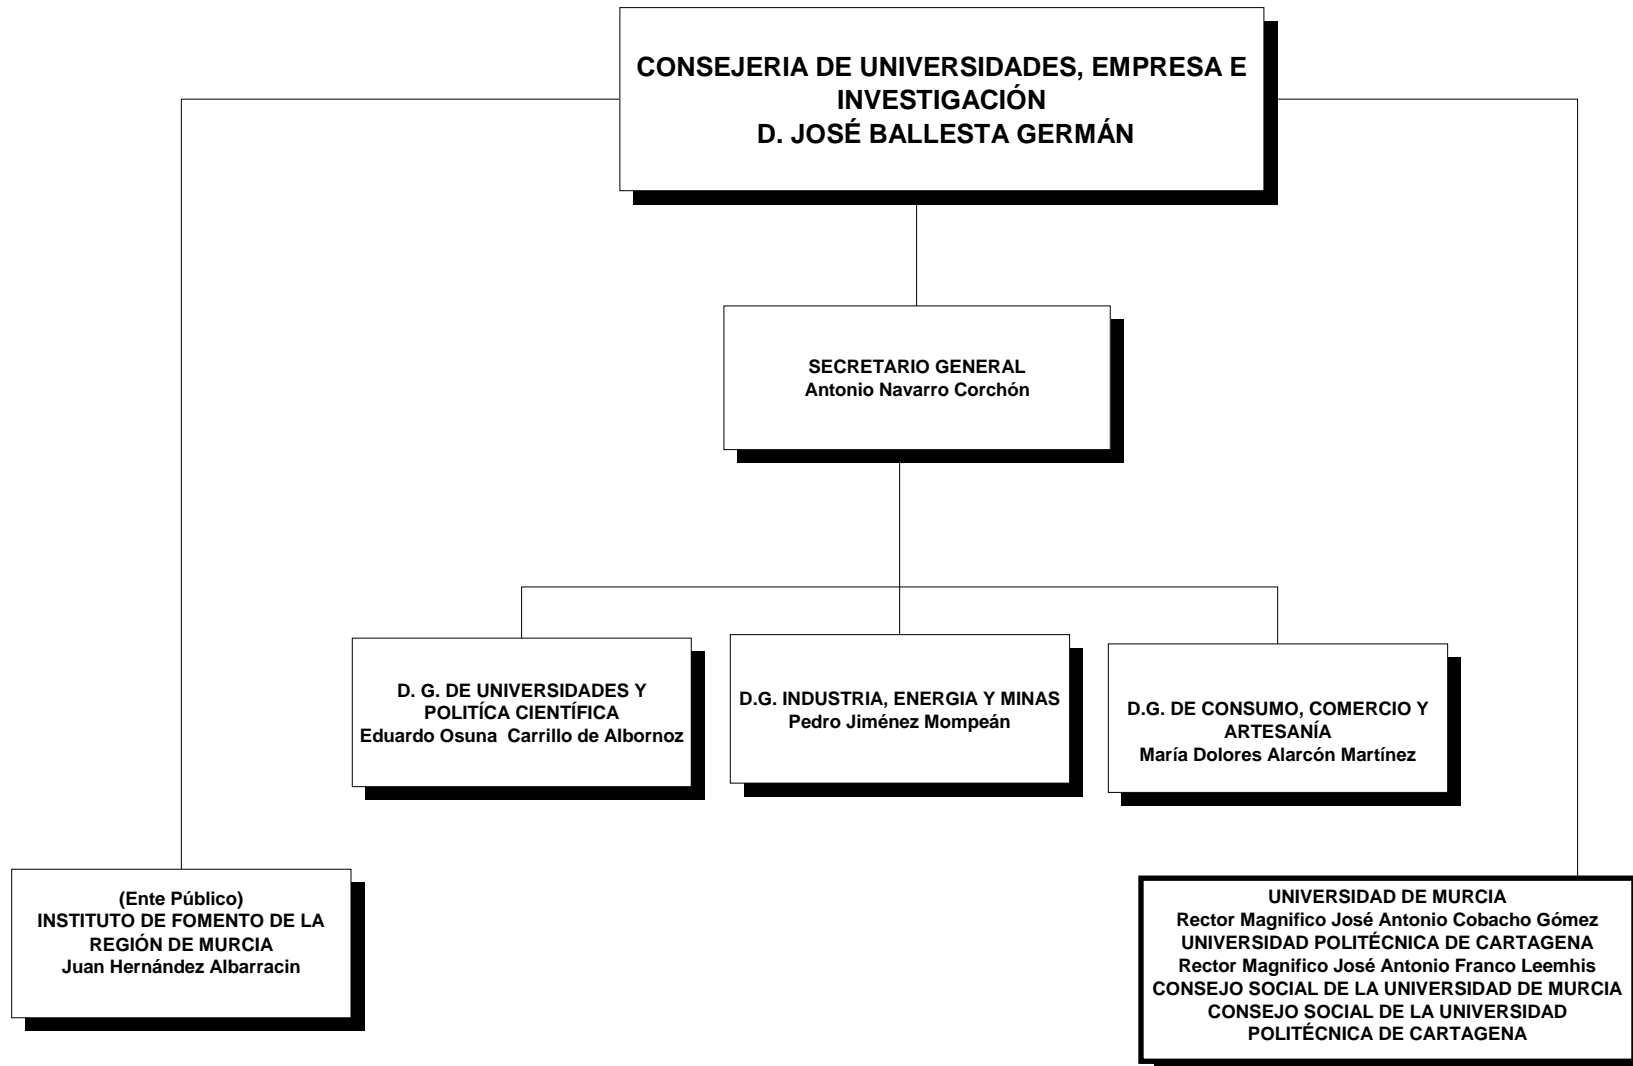 CONSEJERIA DE UNIVERSIDADES, EMPRESA E
INVESTIGACIÓN
D. JOSÉ BALLESTA GERMÁN
SECRETARIO GENERAL
Antonio Navarro Corchón
D. G. DE UNIVERSIDADES Y
POLITÍCA CIENTÍFICA
Eduardo Osuna  Carrillo de Albornoz
D.G. INDUSTRIA, ENERGIA Y MINAS
Pedro Jiménez Mompeán
D.G. DE CONSUMO, COMERCIO Y
ARTESANÍA
María Dolores Alarcón Martínez
(Ente Público)
INSTITUTO DE FOMENTO DE LA
REGIÓN DE MURCIA
Juan Hernández Albarracin
UNIVERSIDAD DE MURCIA
Rector Magnifico José Antonio Cobacho Gómez
UNIVERSIDAD POLITÉCNICA DE CARTAGENA
Rector Magnifico José Antonio Franco Leemhis
CONSEJO SOCIAL DE LA UNIVERSIDAD DE MURCIA
CONSEJO SOCIAL DE LA UNIVERSIDAD
POLITÉCNICA DE CARTAGENA